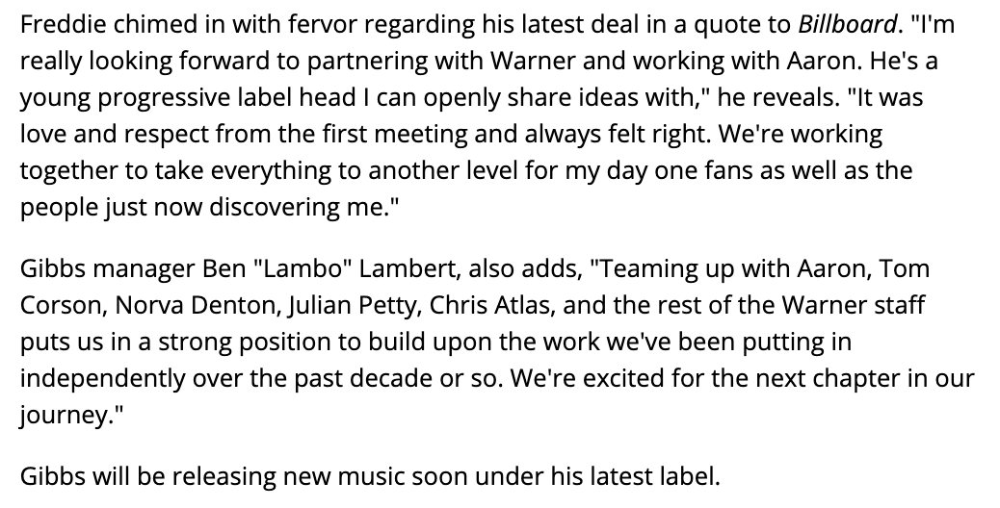 Freddie chimed in with fervor regarding his latest deal in a quote to Billboard. "I'm
really looking forward to partnering with Warner and working with Aaron. He's a
young progressive label head I can openly share ideas with," he reveals. "It was
love and respect from the first meeting and always felt right. We're working
together to take everything to another level for my day one fans as well as the
people just now discovering me."
Gibbs manager Ben "Lambo" Lambert, also adds, "Teaming up with Aaron, Tom
Corson, Norva Denton, Julian Petty, Chris Atlas, and the rest of the Warner staff
puts us in a strong position to build upon the work we've been putting in
independently over the past decade or so. We're excited for the next chapter in our
journey."
Gibbs will be releasing new music soon under his latest label.